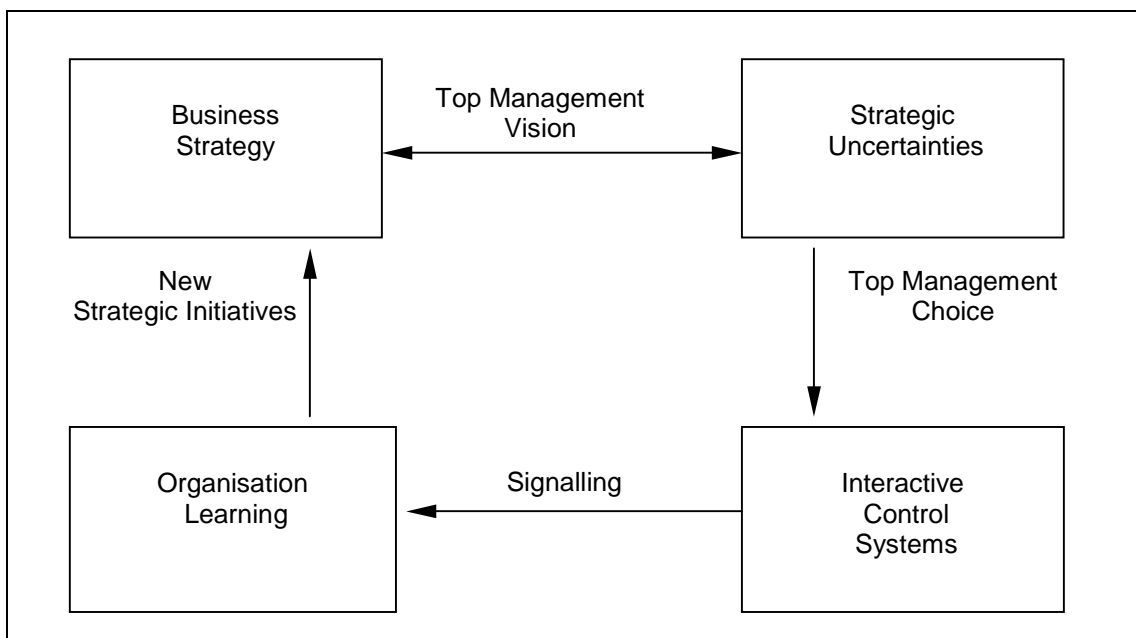 Business
Strategy
Top Management
Vision
Strategic
Uncertainties
New
Strategic Initiatives
Top Management
Choice
Organisation
Learning
Signalling
Interactive
Control
Systems